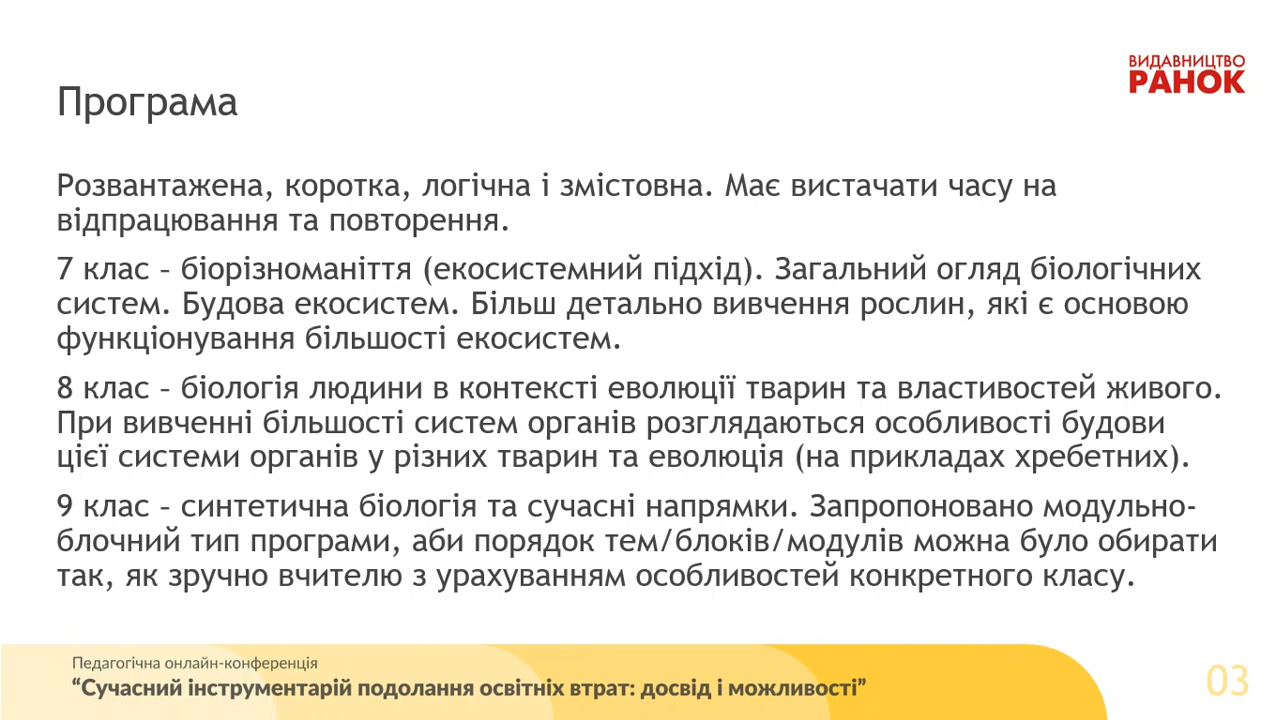 ВИДАВНИЦТВО
РАНОК
Програма
Розвантажена, коротка, логічна і змістовна. Має вистачати часу на
відпрацювання та повторення.
7 клас – біорізноманіття (екосистемний підхід). Загальний огляд біологічних
систем. Будова екосистем. Більш детально вивчення рослин, які є основою
функціонування більшості екосистем.
8 клас – біологія людини в контексті еволюції тварин та властивостей живого.
При вивченні більшості систем органів розглядаються особливості будови
цієї системи органів у різних тварин та еволюція (на прикладах хребетних).
9 клас – синтетична біологія та сучасні напрямки. Запропоновано модульно-
блочний тип програми, аби порядок тем/блоків/модулів можна було обирати
так, як зручно вчителю з урахуванням особливостей конкретного класу.
Педагогічна онлайн-конференція
“Сучасний інструментарій подолання освітніх втрат: досвід і можливості”
03